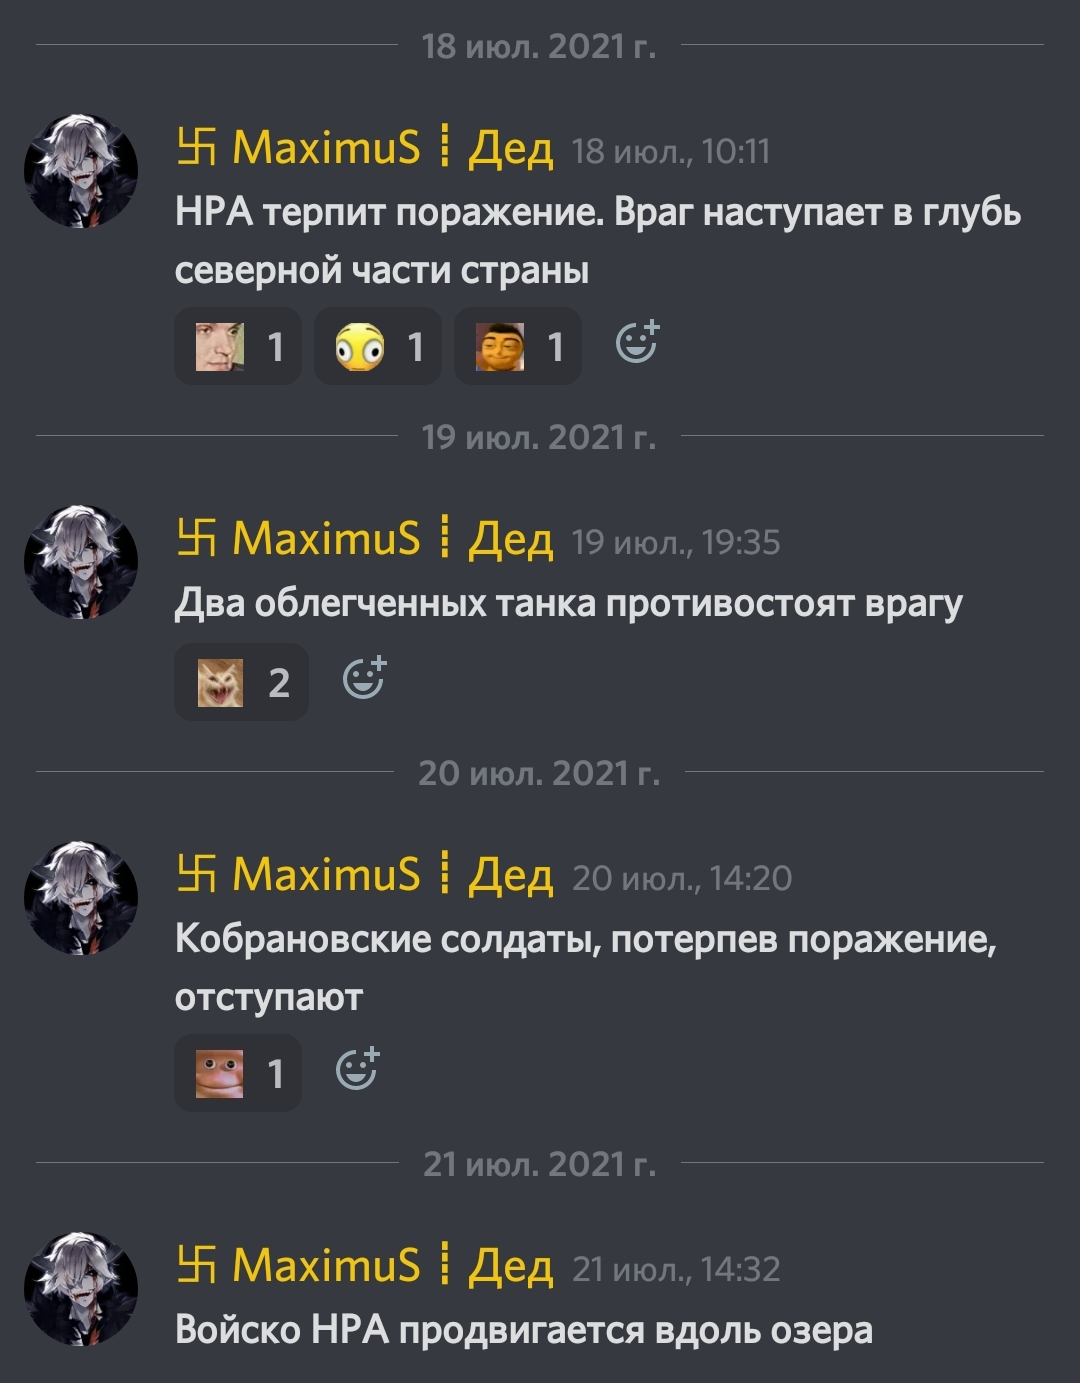 18 июл. 2021 г.
卐 MaximuS ┋ Дед 18 июл., 10:11
НРА терпит поражение. Враг наступает в глубь
северной части страны
1 1 1
19 июл. 2021 г.
卐 MaximuS ┋ Дед 19 июл., 19:35
Два облегченных танка противостоят врагу
2
20 июл. 2021 г.
卐 MaximuS ┋ Дед 20 июл., 14:20
Кобрановские солдаты, потерпев поражение,
отступают
1
21 июл. 2021 г.
卐 MaximuS ┋ Дед 21 июл., 14:32
Войско НРА продвигается вдоль озера